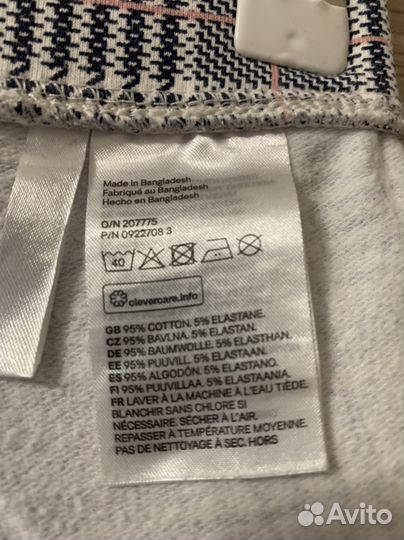 Made in Bangladesh
Fabriqué au Bangladesh
Hecho en Bangladesh
O/N 207775
P/N 0922708 3
40
clevercare.info
GB 95% COTTON. 5% ELASTANE.
CZ 95% BAVLNA. 5% ELASTAN.
DE 95% BAUMWOLLE. 5% ELASTHAN.
EE 95% PUUVILL. 5% ELASTAAN.
ES 95% ALGODÓN. 5% ELASTANO.
FI 95% PUUVILLAA. 5% ELASTAANIA.
FR LAVER À LA MACHINE À L'EAU TIÈDE.
BLANCHIR SANS CHLORE SI
NÉCESSAIRE. SÉCHER À L'AIR.
REPASSER À TEMPÉRATURE MOYENNE.
PAS DE NETTOYAGE À SEC. HORS
Avito